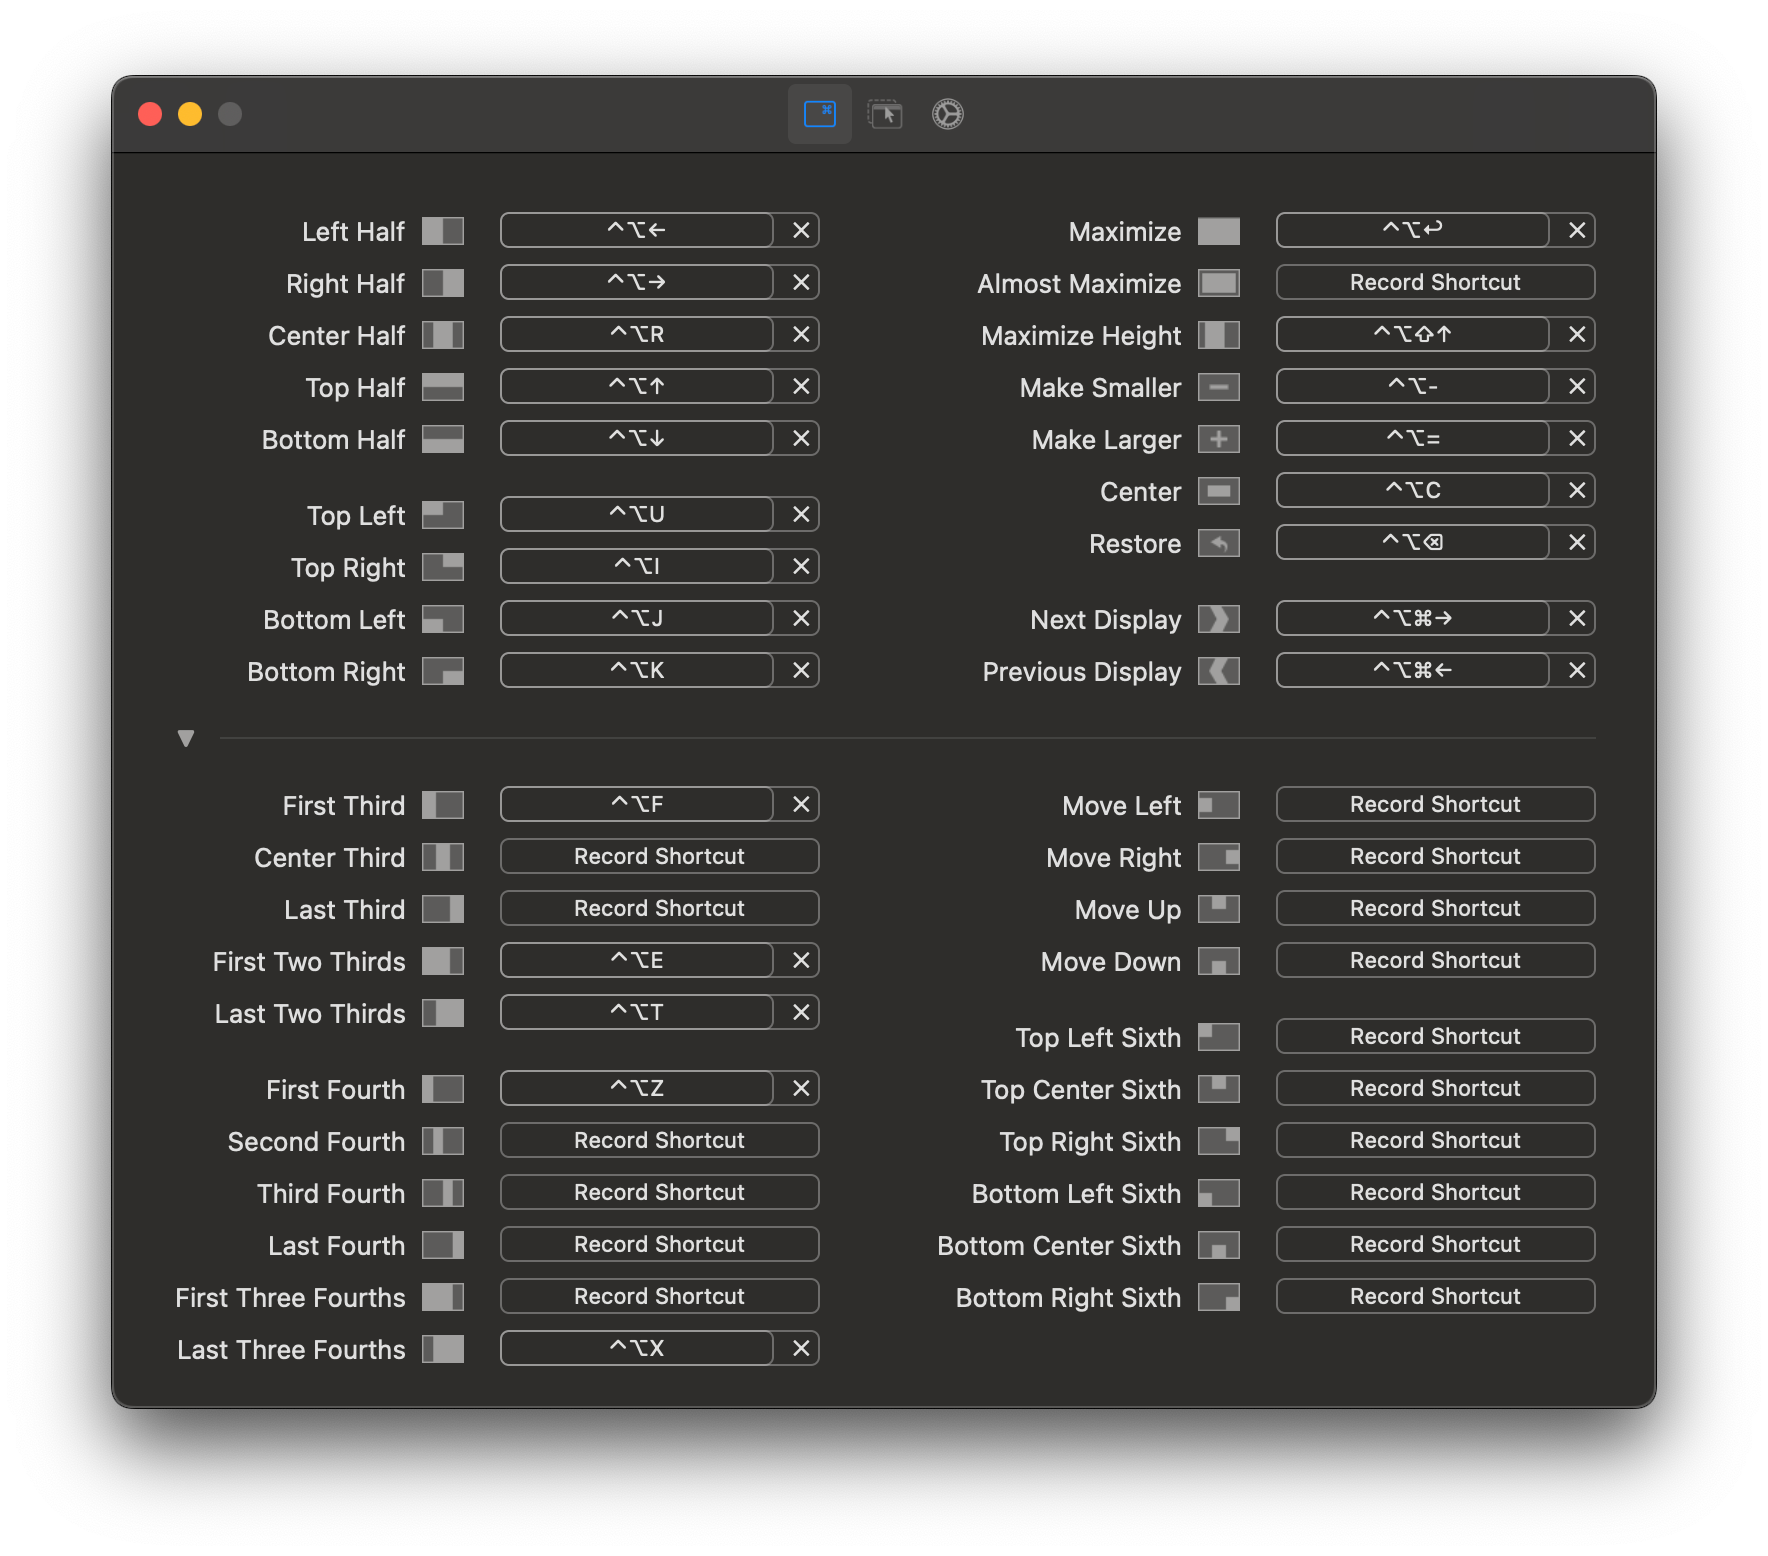 Left Half ^⌥← ✕
Right Half ^⌥→ ✕
Center Half ^⌥R ✕
Top Half ^⌥↑ ✕
Bottom Half ^⌥↓ ✕
Top Left ^⌥U ✕
Top Right ^⌥I ✕
Bottom Left ^⌥J ✕
Bottom Right ^⌥K ✕
Maximize ^⌥↩ ✕
Almost Maximize Record Shortcut
Maximize Height ^⌥⇧↑ ✕
Make Smaller ^⌥- ✕
Make Larger ^⌥= ✕
Center ^⌥C ✕
Restore ^⌥⌫ ✕
Next Display ^⌥⌘→ ✕
Previous Display ^⌥⌘← ✕
First Third ^⌥F ✕
Center Third Record Shortcut
Last Third Record Shortcut
First Two Thirds ^⌥E ✕
Last Two Thirds ^⌥T ✕
First Fourth ^⌥Z ✕
Second Fourth Record Shortcut
Third Fourth Record Shortcut
Last Fourth Record Shortcut
First Three Fourths Record Shortcut
Last Three Fourths ^⌥X ✕
Move Left Record Shortcut
Move Right Record Shortcut
Move Up Record Shortcut
Move Down Record Shortcut
Top Left Sixth Record Shortcut
Top Center Sixth Record Shortcut
Top Right Sixth Record Shortcut
Bottom Left Sixth Record Shortcut
Bottom Center Sixth Record Shortcut
Bottom Right Sixth Record Shortcut